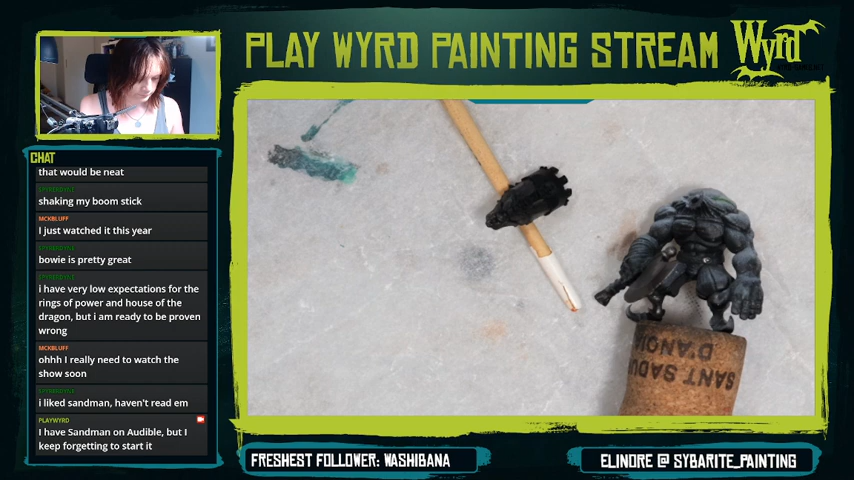 PLAY WYRD PAINTING STREAM
Wyrd
CHAT
that would be neat
shaking my boom stick
MCKBLUFF
I just watched it this year
bowie is pretty great
i have very low expectations for the
rings of power and house of the
dragon, but i am ready to be proven
wrong
MCKBLUFF
ohhh I really need to watch the
show soon
i liked sandman, haven't read em
PLAYWYRD
I have Sandman on Audible, but I
keep forgetting to start it
SANT SADU
D'ANOI
FRESHEST FOLLOWER: WASHIBANA
ELINORE @ SYBARITE_PAINTING